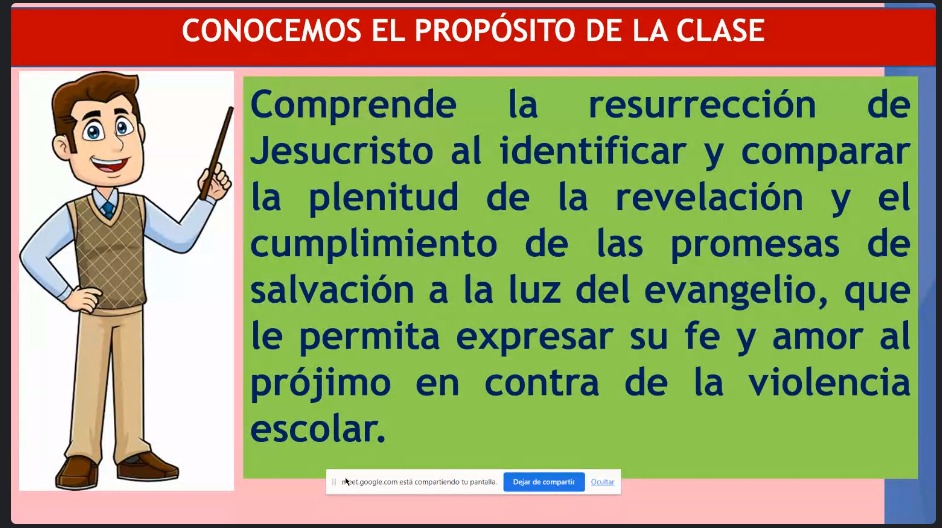 CONOCEMOS EL PROPÓSITO DE LA CLASE
Comprende la resurrección de
Jesucristo al identificar y comparar
la plenitud de la revelación y el
cumplimiento de las promesas de
salvación a la luz del evangelio, que
le permita expresar su fe y amor al
prójimo en contra de la violencia
escolar.
meet.google.com está compartiendo tu pantalla. Dejar de compartir Ocultar